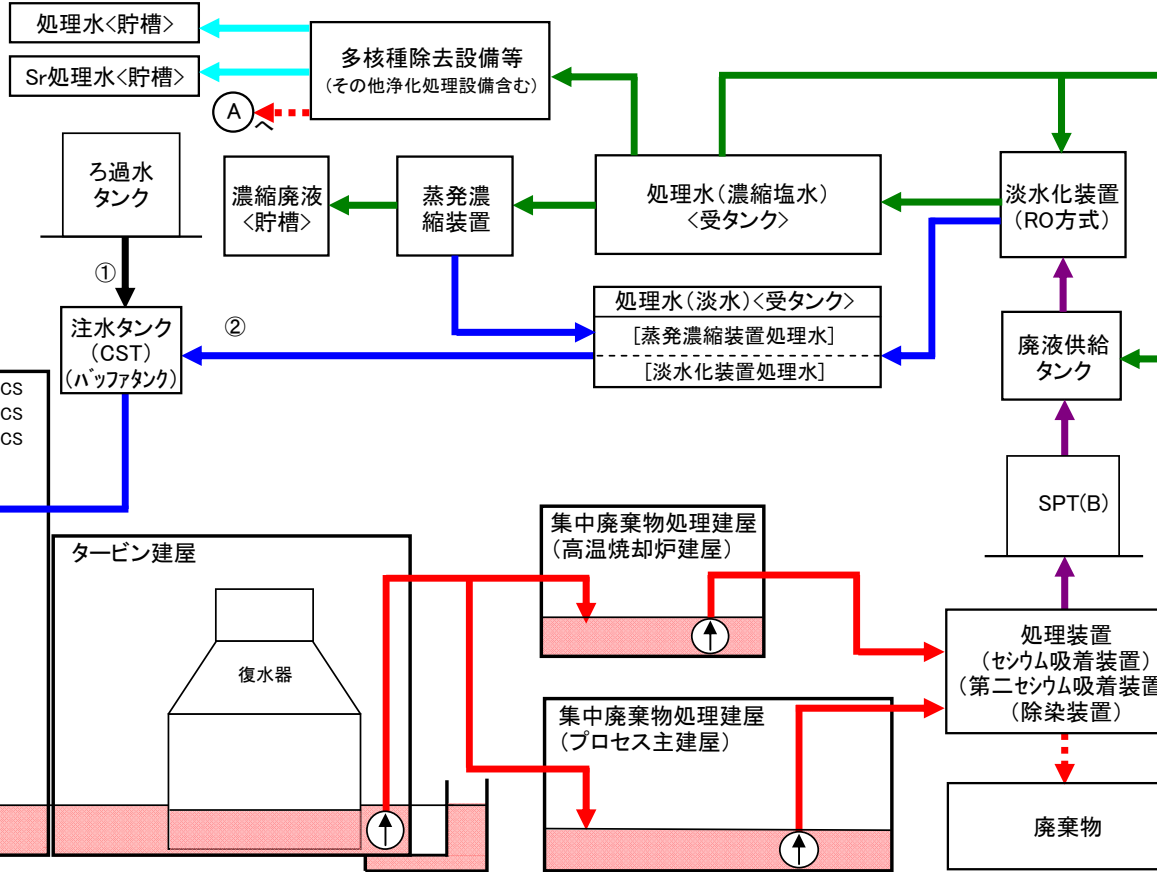 処理水<貯槽>
Sr処理水<貯槽>
多核種除去設備等
(その他浄化処理設備含む)
A
へ
ろ過水
タンク
濃縮廃液
<貯槽>
蒸発濃
縮装置
処理水(濃縮塩水)
<受タンク>
淡水化装置
(RO方式)
①
注水タンク
(CST)
(バッファタンク)
②
処理水(淡水)<受タンク>
[蒸発濃縮装置処理水]
[淡水化装置処理水]
廃液供給
タンク
CS
CS
CS
SPT(B)
タービン建屋
復水器
集中廃棄物処理建屋
(高温焼却炉建屋)
集中廃棄物処理建屋
(プロセス主建屋)
処理装置
(セシウム吸着装置)
(第二セシウム吸着装置
(除染装置)
廃棄物